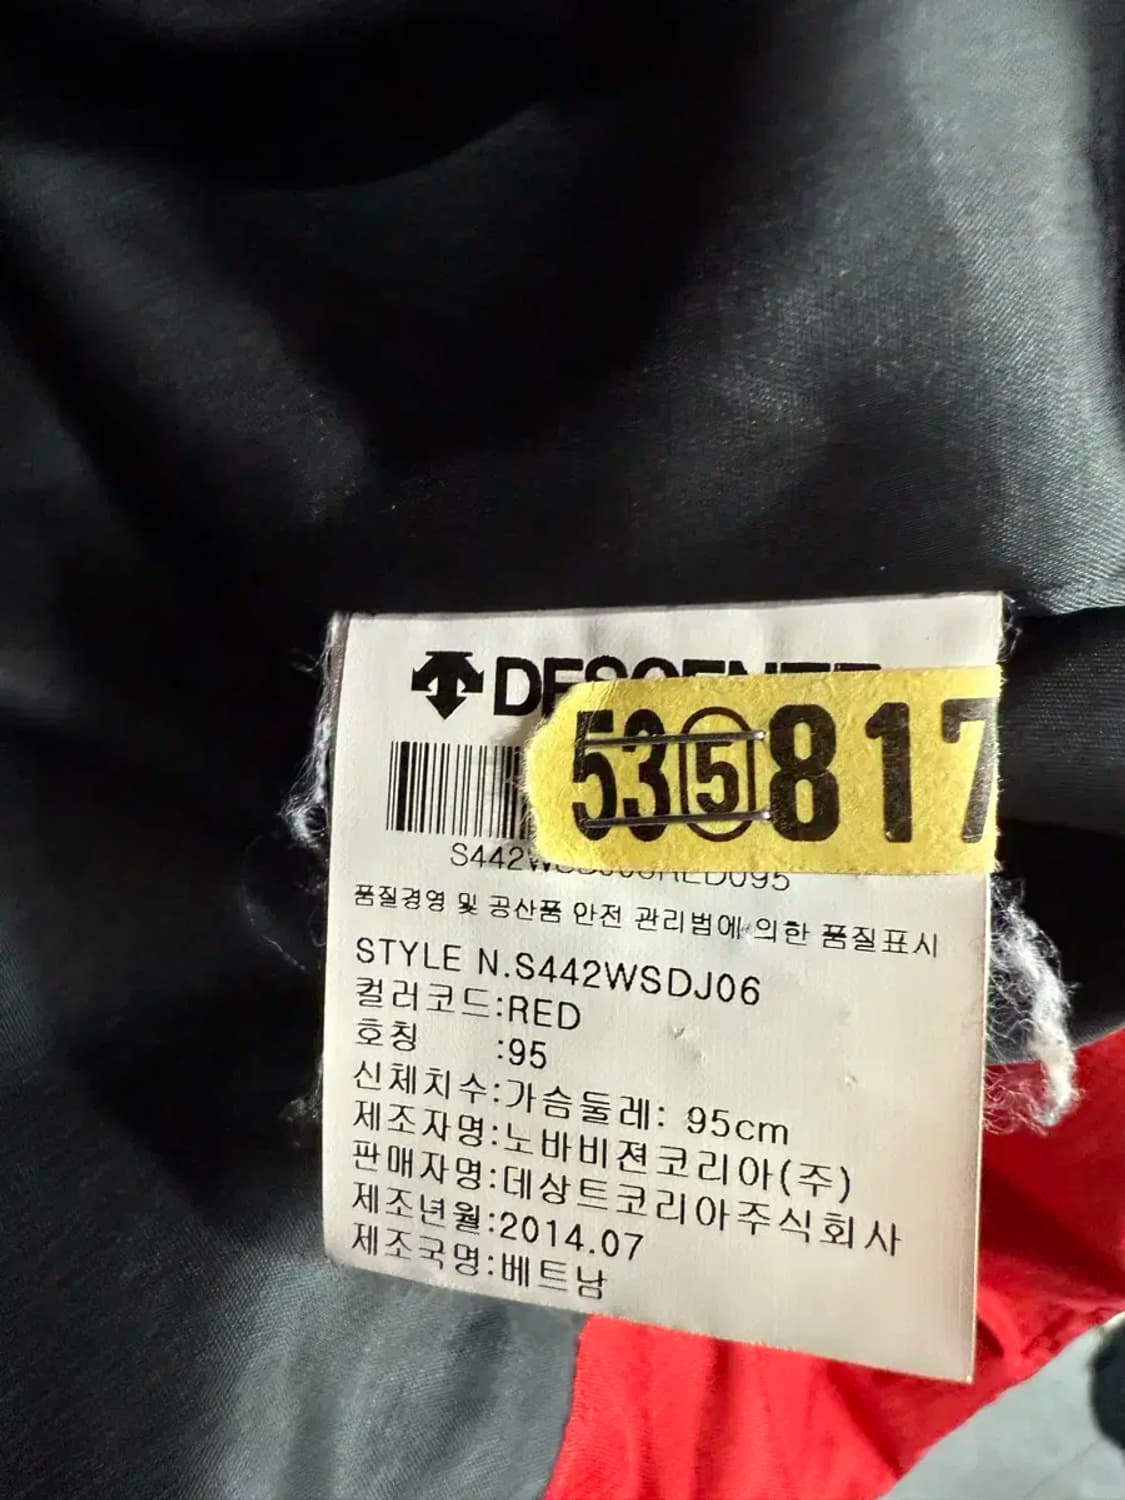 DESCENTE
53⑤817
품질경영 및 공산품 안전 관리법에 의한 품질표시
STYLE N.S442WSDJ06
컬러코드:RED
호칭 :95
신체치수:가슴둘레: 95cm
제조자명:노바비젼코리아(주)
판매자명:데상트코리아주식회사
제조년월:2014.07
제조국명:베트남